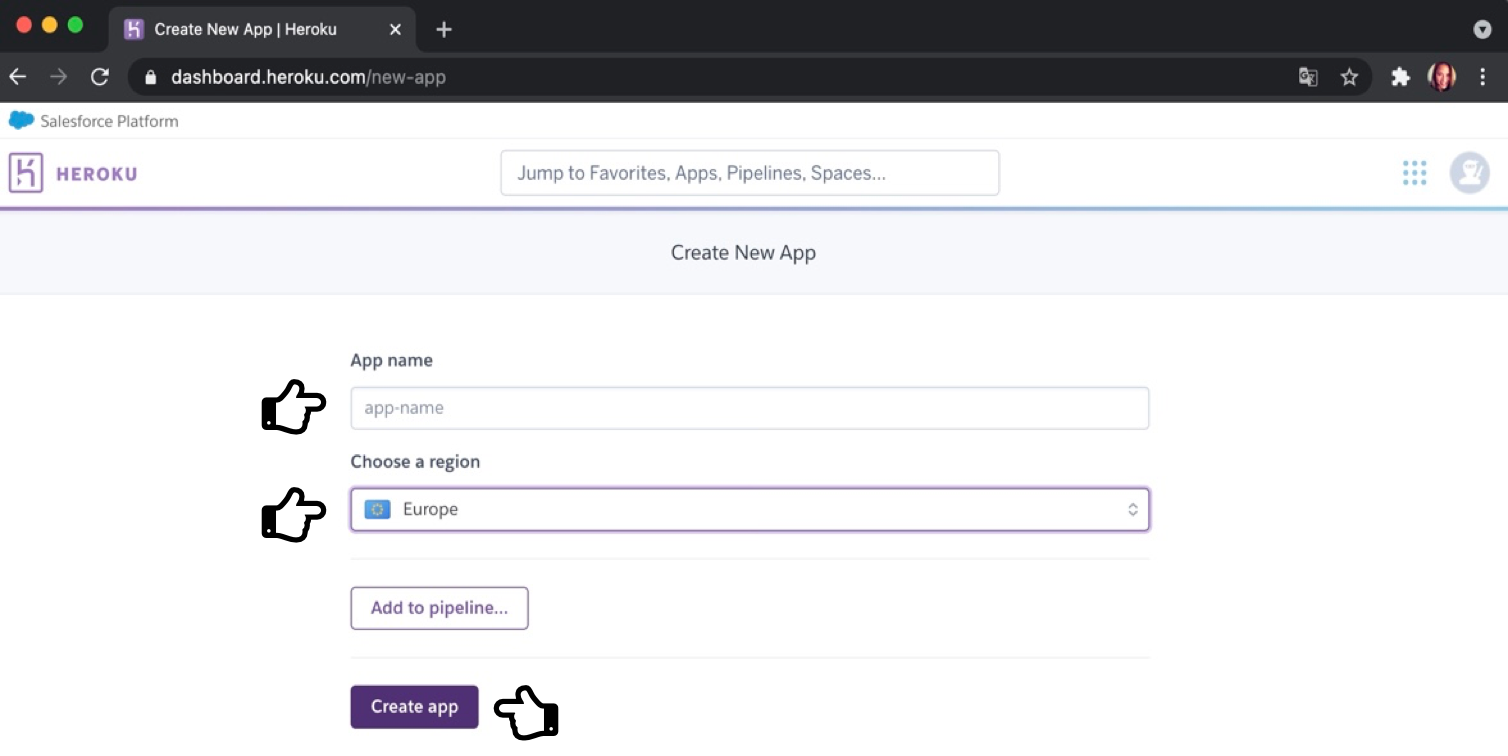 Create New App | Heroku
dashboard.heroku.com/new-app
Salesforce Platform
HEROKU
Jump to Favorites, Apps, Pipelines, Spaces...
Create New App
App name
app-name
Choose a region
Europe
Add to pipeline...
Create app